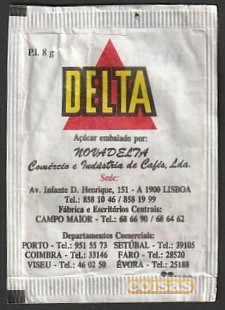 P.l. 8 g
DELTA
Açúcar embalado por:
NOVADELTA
Comércio e Indústria de Cafés, Lda.
Sede:
Av. Infante D. Henrique, 151 - A 1900 LISBOA
Tel.: 858 10 46 / 858 19 99
Fábrica e Escritórios Centrais:
CAMPO MAIOR - Tel.: 68 66 90 / 68 64 62
Departamentos Comerciais:
PORTO - Tel.: 951 55 73 SETÚBAL - Tel.: 39105
COIMBRA - Tel.: 33146 FARO - Tel.: 28520
VISEU - Tel.: 46 02 50 ÉVORA - Tel.: 25188
coisas